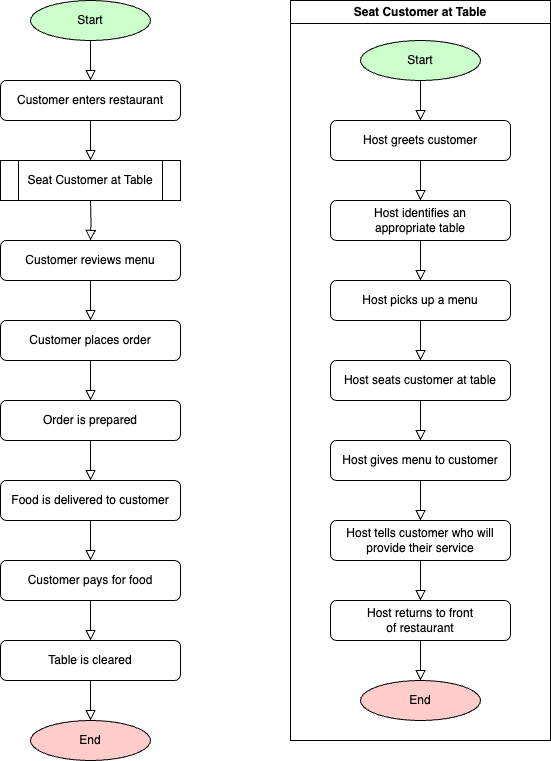 Start
Customer enters restaurant
Seat Customer at Table
Customer reviews menu
Customer places order
Order is prepared
Food is delivered to customer
Customer pays for food
Table is cleared
End
Seat Customer at Table
Start
Host greets customer
Host identifies an
appropriate table
Host picks up a menu
Host seats customer at table
Host gives menu to customer
Host tells customer who will
provide their service
Host returns to front
of restaurant
End